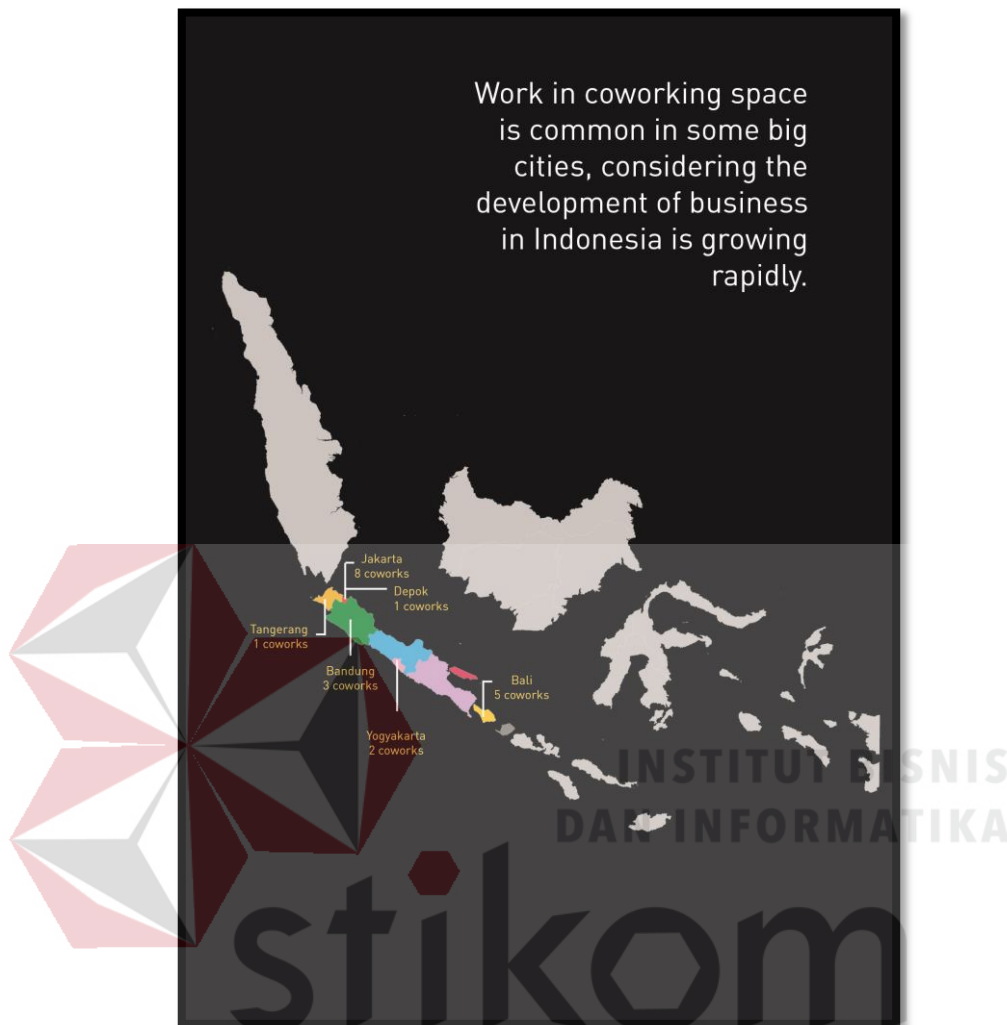 Work in coworking space
is common in some big
cities, considering the
development of business
in Indonesia is growing
rapidly.
Jakarta
8 coworks
Depok
1 coworks
Tangerang
1 coworks
Bandung
3 coworks
Bali
5 coworks
Yogyakarta
2 coworks
INSTITUT BISNIS
DAN INFORMATIKA
stikom